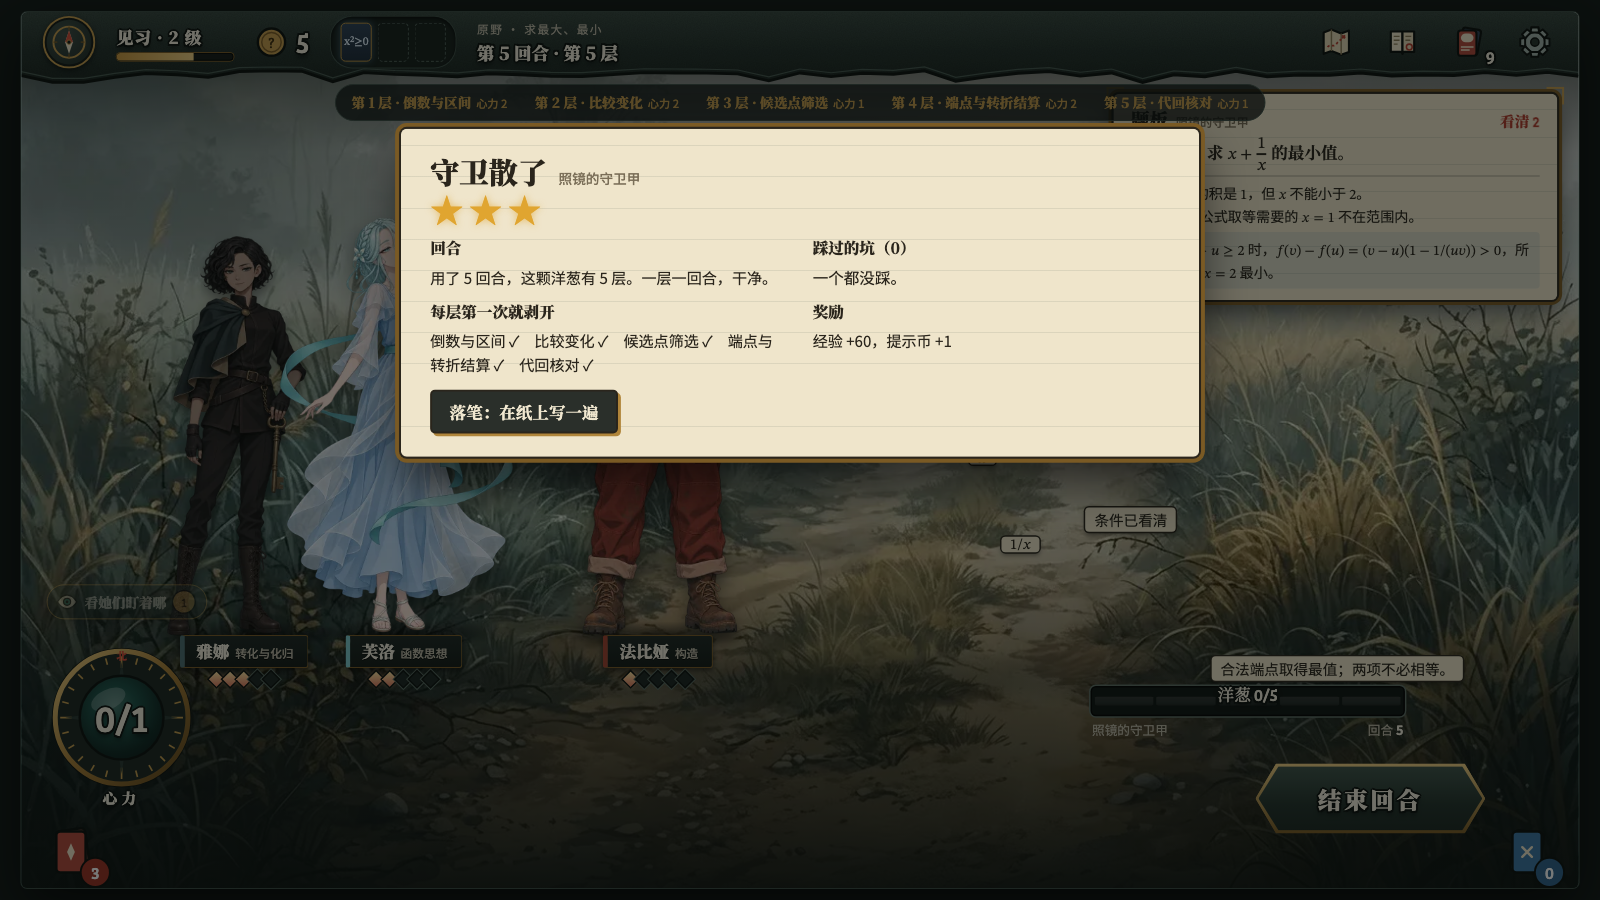 见习 · 2 级
? 5
x²≥0
原野 · 求最大、最小
第 5 回合 · 第 5 层
9
第 1 层 · 倒数与区间 心力 2 第 2 层 · 比较变化 心力 2 第 3 层 · 候选点筛选 心力 1 第 4 层 · 端点与转折结算 心力 2 第 5 层 · 代回核对 心力 1
的守卫甲 看清 2
求 x + 1/x 的最小值。
积是 1，但 x 不能小于 2。
公式取等需要的 x = 1 不在范围内。
u ≥ 2 时，f(v) − f(u) = (v − u)(1 − 1/(uv)) > 0，所
x = 2 最小。
守卫散了 照镜的守卫甲
回合
用了 5 回合，这颗洋葱有 5 层。一层一回合，干净。
踩过的坑（0）
一个都没踩。
每层第一次就剥开
倒数与区间 ✓ 比较变化 ✓ 候选点筛选 ✓ 端点与
转折结算 ✓ 代回核对 ✓
奖励
经验 +60，提示币 +1
落笔：在纸上写一遍
条件已看清
1/x
看她们盯着哪 1
雅娜 转化与化归
芙洛 函数思想
法比娅 构造
合法端点取得最值；两项不必相等。
洋葱 0/5
照镜的守卫甲 回合 5
0/1
心力
结束回合
3
0